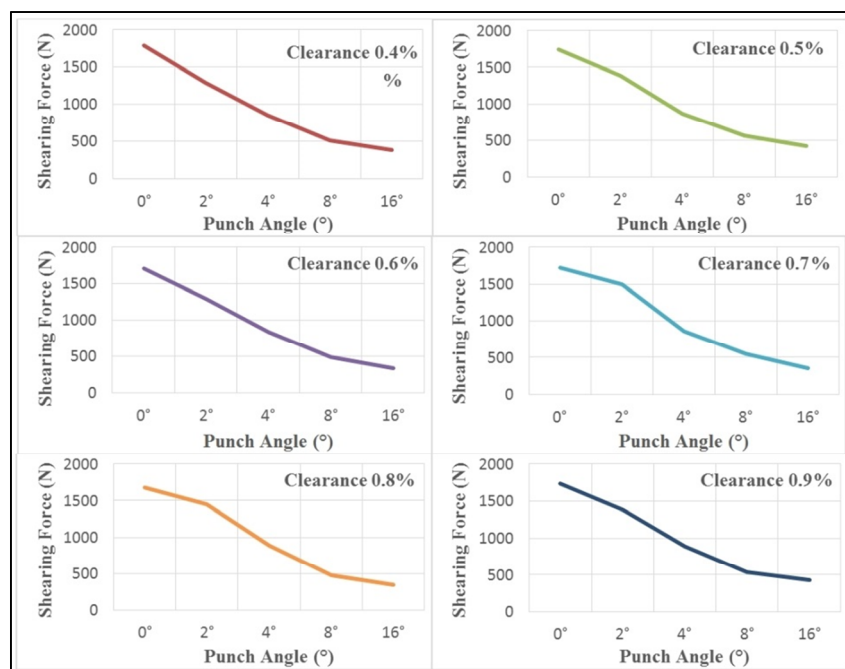 Shearing Force (N)
2000
1500
1000
500
0
Clearance 0.4%
%
0° 2° 4° 8° 16°
Punch Angle (°)
Shearing Force (N)
2000
1500
1000
500
0
Clearance 0.5%
0° 2° 4° 8° 16°
Punch Angle (°)
Shearing Force (N)
2000
1500
1000
500
0
Clearance 0.6%
0° 2° 4° 8° 16°
Punch Angle (°)
Shearing Force (N)
2000
1500
1000
500
0
Clearance 0.7%
0° 2° 4° 8° 16°
Punch Angle (°)
Shearing Force (N)
2000
1500
1000
500
0
Clearance 0.8%
0° 2° 4° 8° 16°
Punch Angle (°)
Shearing Force (N)
2000
1500
1000
500
0
Clearance 0.9%
0° 2° 4° 8° 16°
Punch Angle (°)